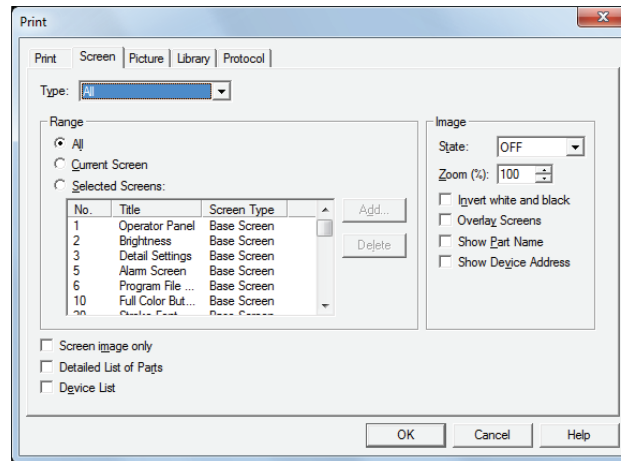 Print
Print Screen Picture Library Protocol
Type: All
Range
All
Current Screen
Selected Screens:
No. Title Screen Type
1 Operator Panel Base Screen
2 Brightness Base Screen
3 Detail Settings Base Screen
5 Alarm Screen Base Screen
6 Program File ... Base Screen
10 Full Color But... Base Screen
Add...
Delete
Image
State: OFF
Zoom (%): 100
Invert white and black
Overlay Screens
Show Part Name
Show Device Address
Screen image only
Detailed List of Parts
Device List
OK Cancel Help